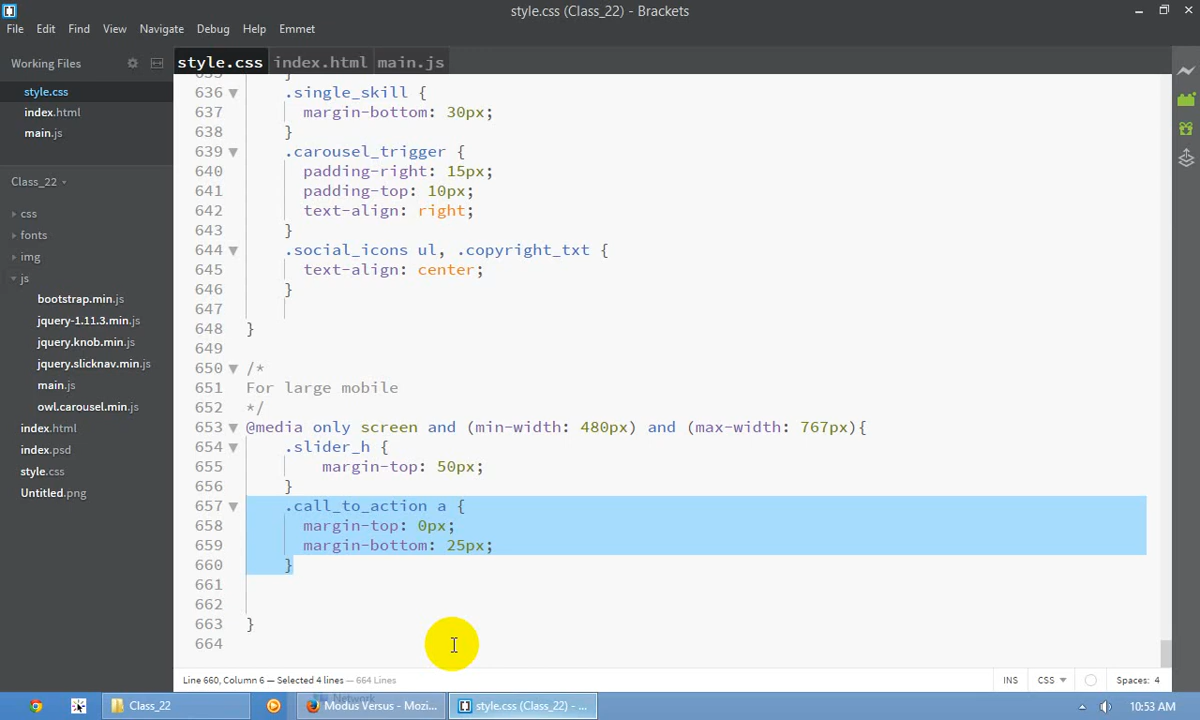 style.css (Class_22) - Brackets
File Edit Find View Navigate Debug Help Emmet
Working Files
style.css
index.html
main.js
Class_22
css
fonts
img
js
bootstrap.min.js
jquery-1.11.3.min.js
jquery.knob.min.js
jquery.slicknav.min.js
main.js
owl.carousel.min.js
index.html
index.psd
style.css
Untitled.png
style.css index.html main.js
636 .single_skill {
637 margin-bottom: 30px;
638 }
639 .carousel_trigger {
640 padding-right: 15px;
641 padding-top: 10px;
642 text-align: right;
643 }
644 .social_icons ul, .copyright_txt {
645 text-align: center;
646 }
647
648 }
649
650 /*
651 For large mobile
652 */
653 @media only screen and (min-width: 480px) and (max-width: 767px){
654 .slider_h {
655 margin-top: 50px;
656 }
657 .call_to_action a {
658 margin-top: 0px;
659 margin-bottom: 25px;
660 }
661
662
663 }
664
Line 660, Column 6 — Selected 4 lines — 664 Lines
INS CSS Spaces: 4
Class_22
Network
Modus Versus - Mozi...
style.css (Class_22) - ...
10:53 AM